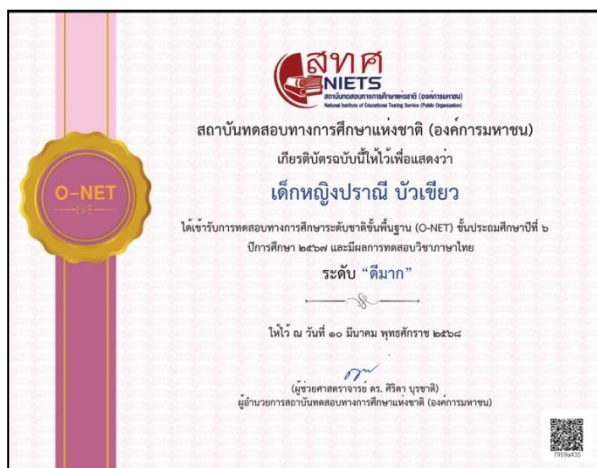 สทศ
NIETS
สถาบันทดสอบทางการศึกษาแห่งชาติ (องค์การมหาชน)
National Institute of Educational Testing Service (Public Organization)
สถาบันทดสอบทางการศึกษาแห่งชาติ (องค์การมหาชน)
เกียรติบัตรฉบับนี้ให้ไว้เพื่อแสดงว่า
O-NET
เด็กหญิงปราณี บัวเขียว
ได้เข้ารับการทดสอบทางการศึกษาระดับชาติขั้นพื้นฐาน (O-NET) ชั้นประถมศึกษาปีที่ ๖
ปีการศึกษา ๒๕๖๗ และมีผลการทดสอบวิชาภาษาไทย
ระดับ “ดีมาก”
ให้ไว้ ณ วันที่ ๑๐ มีนาคม พุทธศักราช ๒๕๖๘
(ผู้ช่วยศาสตราจารย์ ดร. ศิริดา บุรชาติ)
ผู้อำนวยการสถาบันทดสอบทางการศึกษาแห่งชาติ (องค์การมหาชน)
7959a435